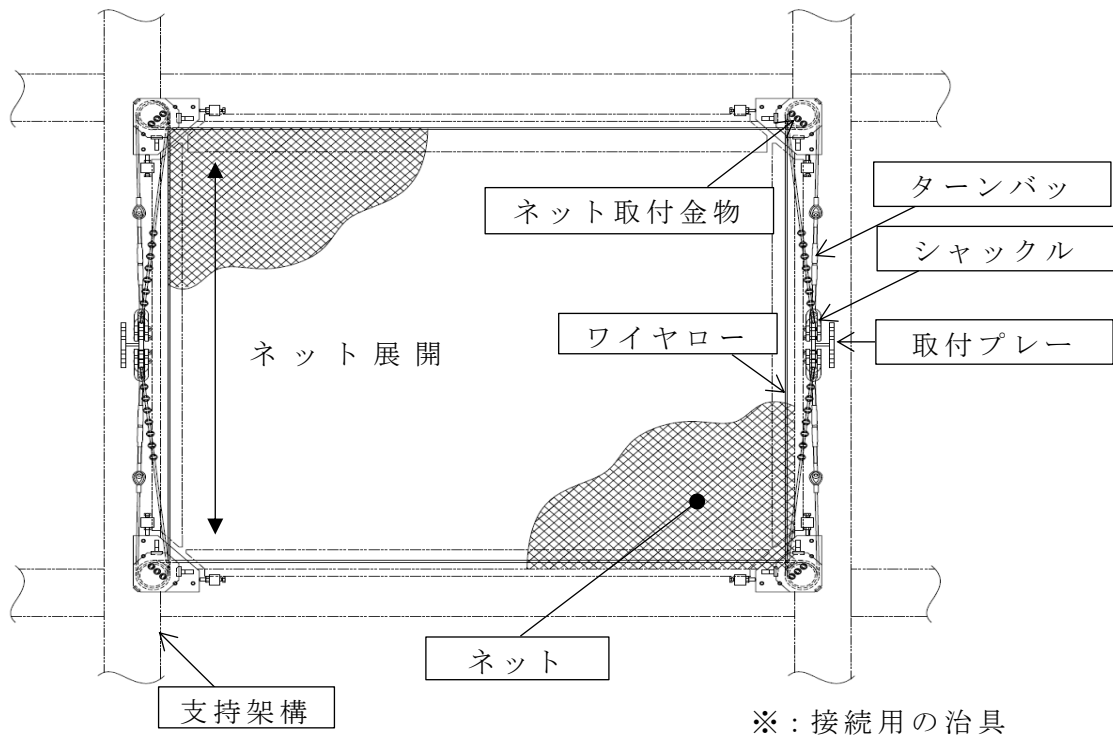 ターンバッ
ネット取付金物
シャックル
ワイヤロー
取付プレー
ネット展開
ネット
支持架構
※：接続用の治具